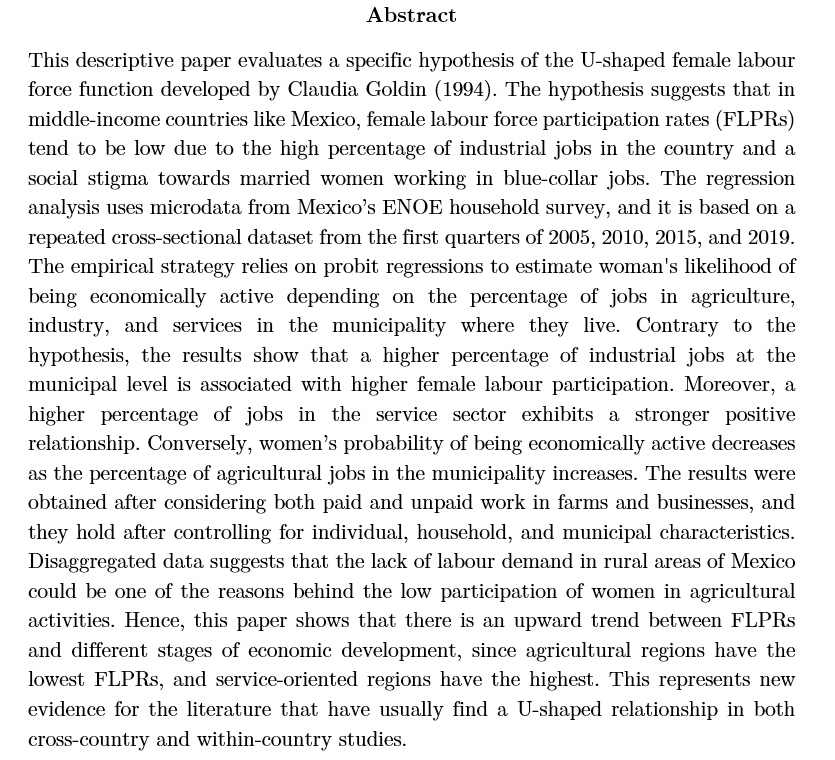 Abstract
This descriptive paper evaluates a specific hypothesis of the U-shaped female labour
force function developed by Claudia Goldin (1994). The hypothesis suggests that in
middle-income countries like Mexico, female labour force participation rates (FLPRs)
tend to be low due to the high percentage of industrial jobs in the country and a
social stigma towards married women working in blue-collar jobs. The regression
analysis uses microdata from Mexico's ENOE household survey, and it is based on a
repeated cross-sectional dataset from the first quarters of 2005, 2010, 2015, and 2019.
The empirical strategy relies on probit regressions to estimate woman's likelihood of
being economically active depending on the percentage of jobs in agriculture,
industry, and services in the municipality where they live. Contrary to the
hypothesis, the results show that a higher percentage of industrial jobs at the
municipal level is associated with higher female labour participation. Moreover, a
higher percentage of jobs in the service sector exhibits a stronger positive
relationship. Conversely, women's probability of being economically active decreases
as the percentage of agricultural jobs in the municipality increases. The results were
obtained after considering both paid and unpaid work in farms and businesses, and
they hold after controlling for individual, household, and municipal characteristics.
Disaggregated data suggests that the lack of labour demand in rural areas of Mexico
could be one of the reasons behind the low participation of women in agricultural
activities. Hence, this paper shows that there is an upward trend between FLPRs
and different stages of economic development, since agricultural regions have the
lowest FLPRs, and service-oriented regions have the highest. This represents new
evidence for the literature that have usually find a U-shaped relationship in both
cross-country and within-country studies.